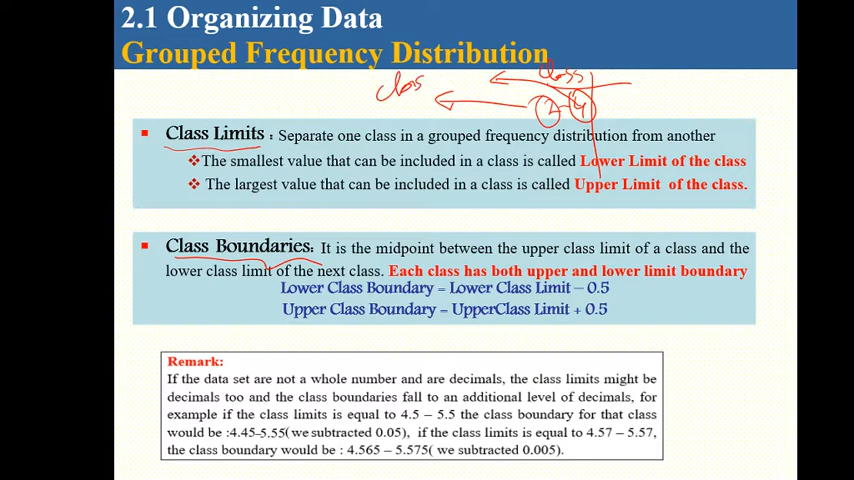 2.1 Organizing Data
Grouped Frequency Distribution
class
class
2 - 4
▪ Class Limits : Separate one class in a grouped frequency distribution from another
❖The smallest value that can be included in a class is called Lower Limit of the class
❖ The largest value that can be included in a class is called Upper Limit of the class.
▪ Class Boundaries: It is the midpoint between the upper class limit of a class and the
lower class limit of the next class. Each class has both upper and lower limit boundary
Lower Class Boundary = Lower Class Limit – 0.5
Upper Class Boundary = UpperClass Limit + 0.5
Remark:
If the data set are not a whole number and are decimals, the class limits might be
decimals too and the class boundaries fall to an additional level of decimals, for
example if the class limits is equal to 4.5 – 5.5 the class boundary for that class
would be :4.45-5.55( we subtracted 0.05), if the class limits is equal to 4.57 – 5.57,
the class boundary would be : 4.565 – 5.575( we subtracted 0.005).